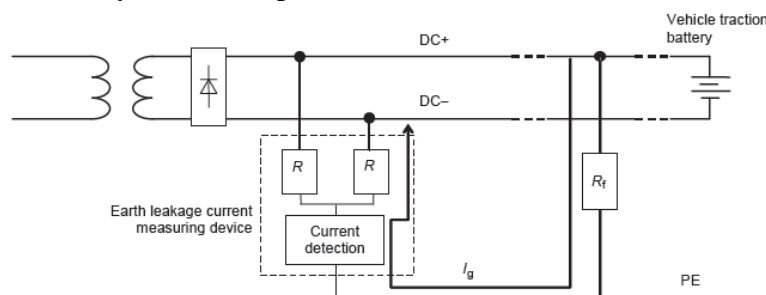 Vehicle traction
battery
DC+
DC–
R
R
Rf
Earth leakage current
measuring device
Current
detection
Ig
PE